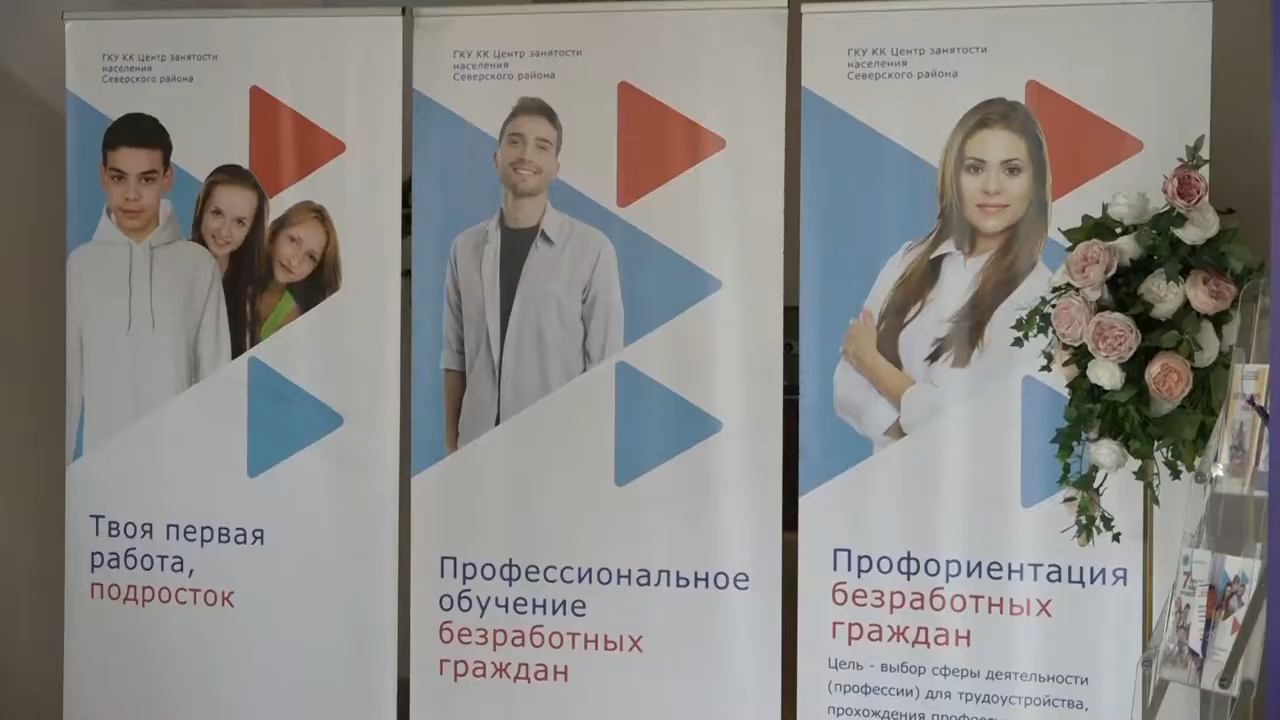 ГКУ КК Центр занятости
населения
Северского района
Твоя первая
работа,
подросток
ГКУ КК Центр занятости
населения
Северского района
Профессиональное
обучение
безработных
граждан
ГКУ КК Центр занятости
населения
Северского района
Профориентация
безработных
граждан
Цель - выбор сферы деятельности
(профессии) для трудоустройства,
прохождения